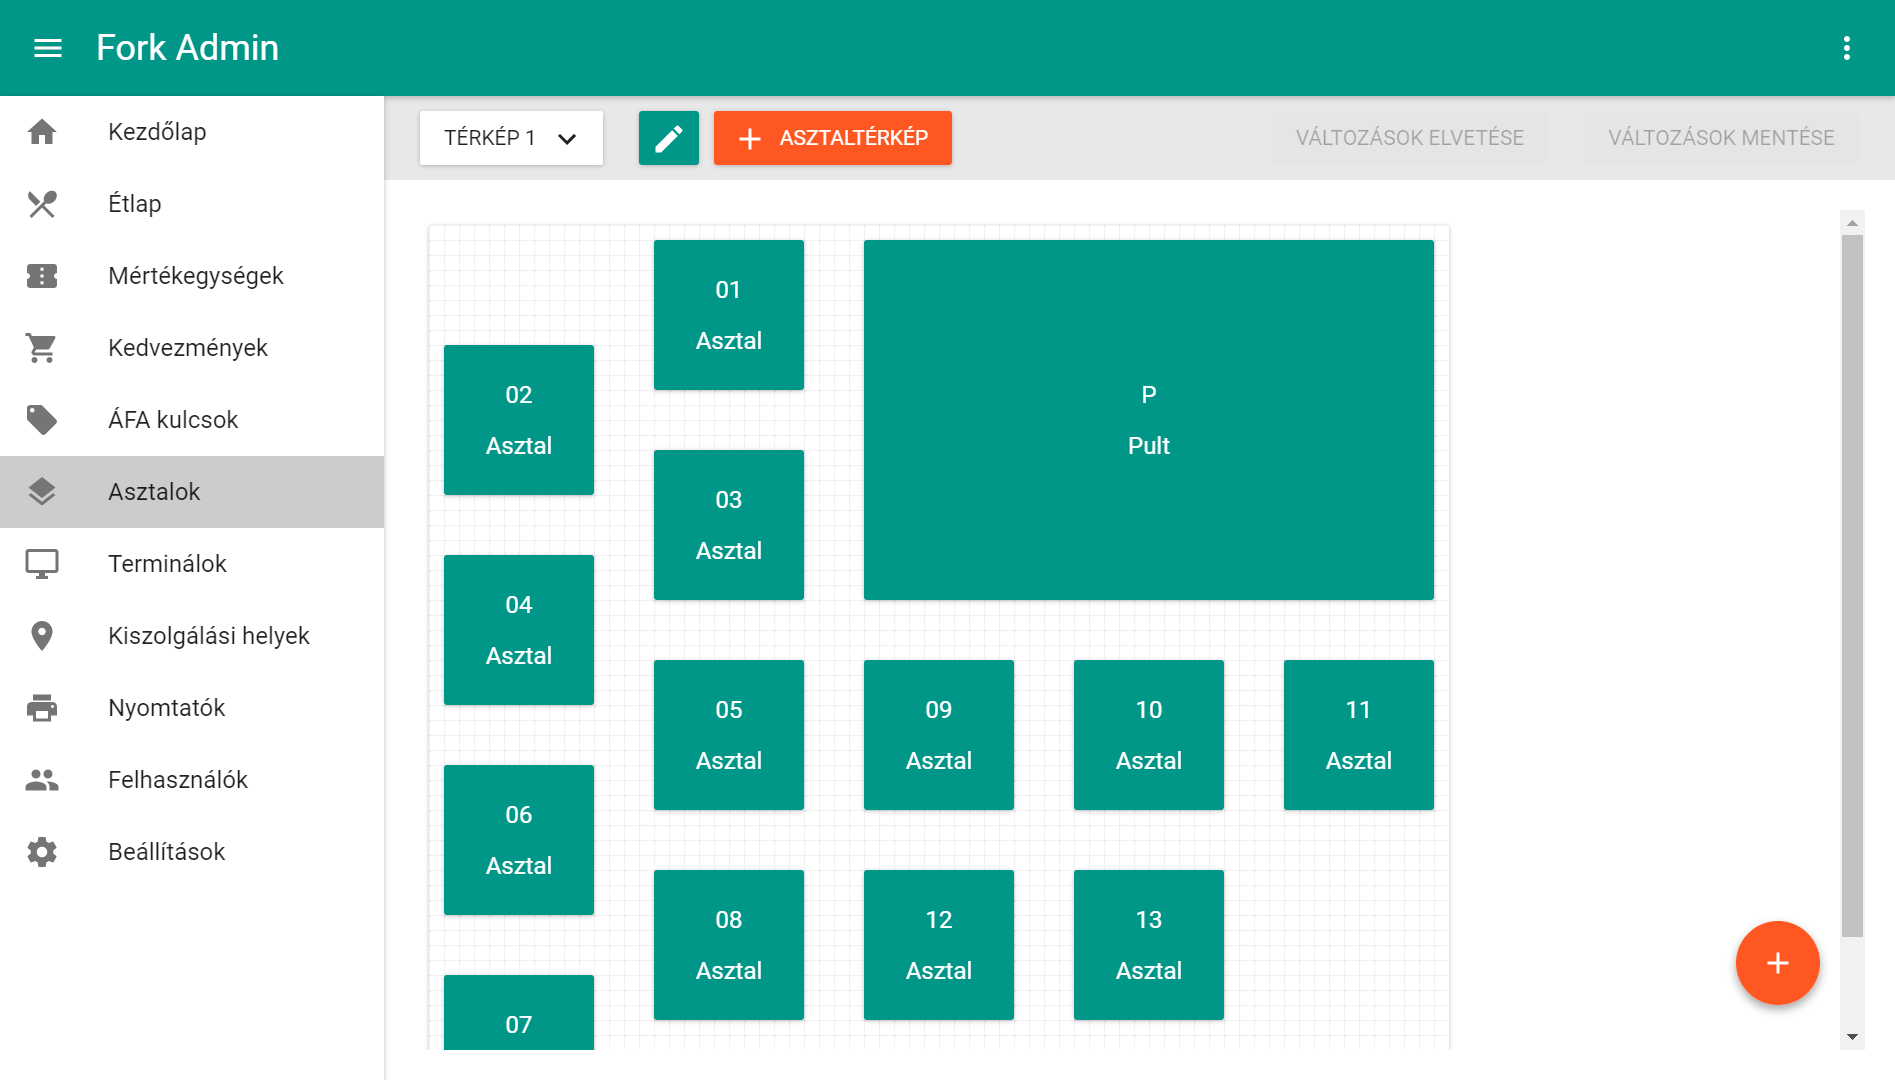 Fork Admin
Kezdőlap
Étlap
Mértékegységek
Kedvezmények
ÁFA kulcsok
Asztalok
Terminálok
Kiszolgálási helyek
Nyomtatók
Felhasználók
Beállítások
TÉRKÉP 1
ASZTALTÉRKÉP
VÁLTOZÁSOK ELVETÉSE
VÁLTOZÁSOK MENTÉSE
01
Asztal
P
Pult
02
Asztal
03
Asztal
04
Asztal
05
Asztal
09
Asztal
10
Asztal
11
Asztal
06
Asztal
08
Asztal
12
Asztal
13
Asztal
07